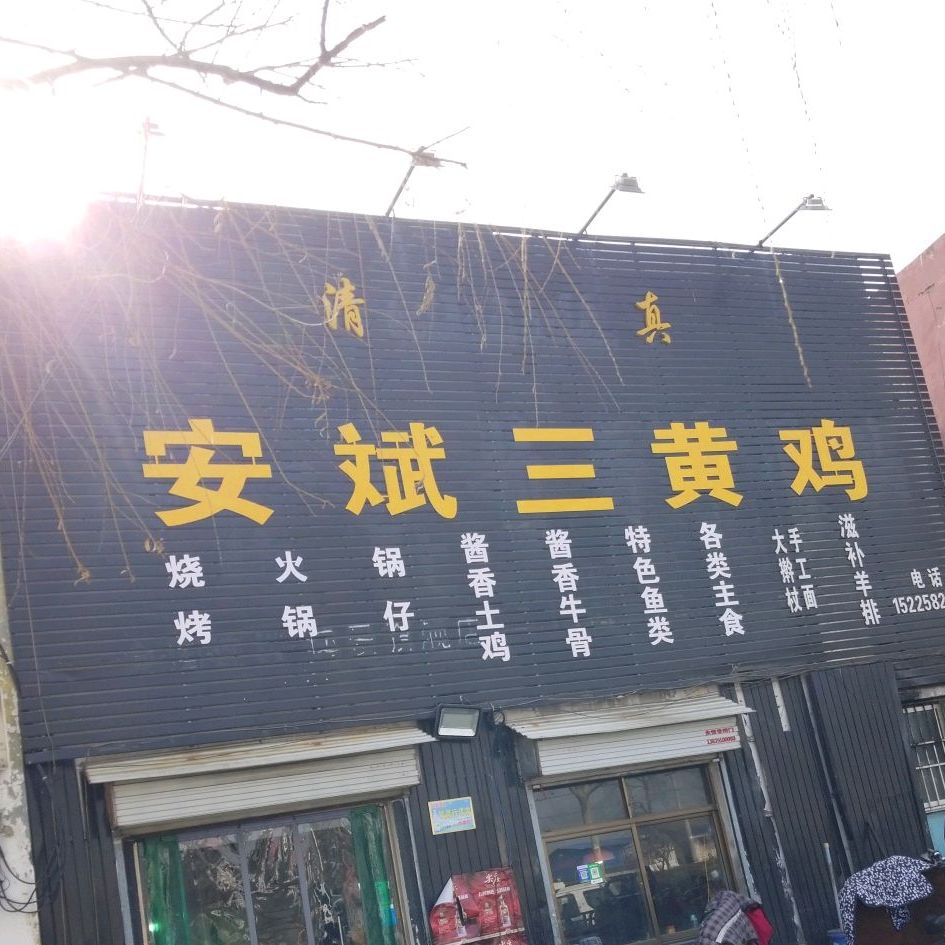 清真
安斌三黄鸡
烧烤
火锅
锅仔
酱香土鸡
酱香牛骨
特色鱼类
各类主食
大擀杖
手工面
滋补羊排
电话
152258